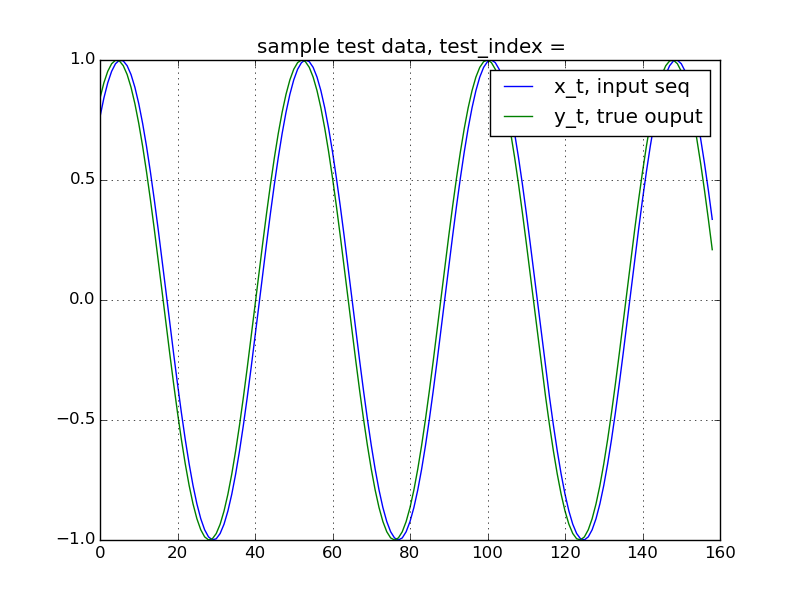 sample test data, test_index =
x_t, input seq
y_t, true ouput
1.0
0.5
0.0
−0.5
−1.0
0 20 40 60 80 100 120 140 160